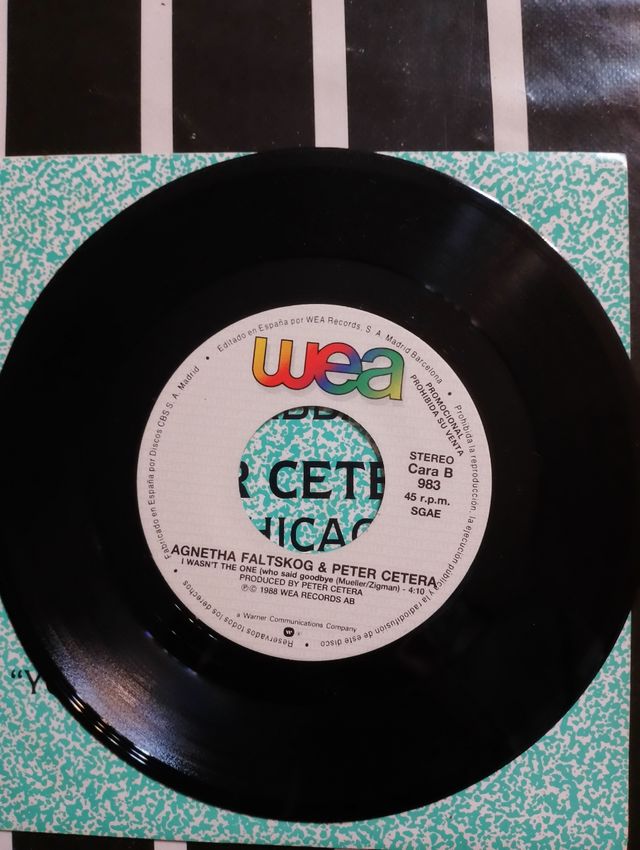 Editado en España por WEA Records, S. A. Madrid Barcelona
wea
PROMOCIONAL
PROHIBIDA SU VENTA
STEREO
Cara B
983
45 r.p.m.
SGAE
R CETE
HICAG
AGNETHA FALTSKOG & PETER CETERA
I WASN'T THE ONE (who said goodbye (Mueller/Zigman) - 4:10
PRODUCED BY PETER CETERA
℗© 1988 WEA RECORDS AB
a Warner Communications Company
Fabricado en España por Discos CBS S. A. Madrid
Prohibida la reproducción, la ejecución pública y la radiodifusión de este disco
Reservados todos los derechos
"Y